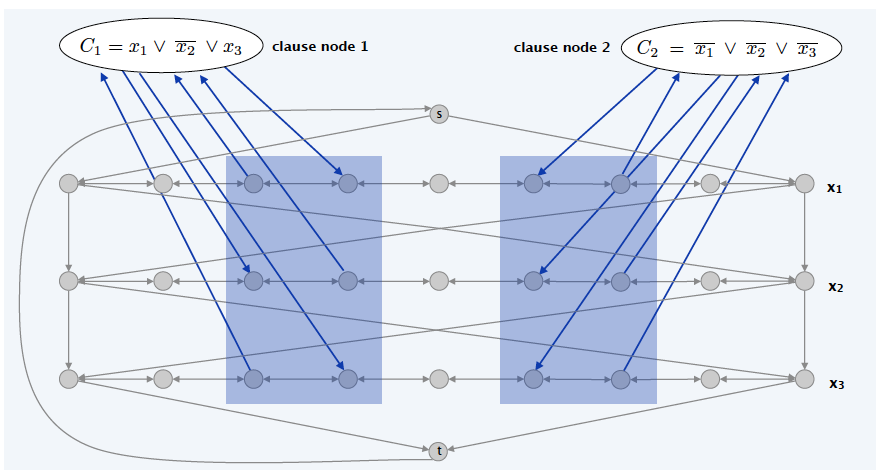 C₁ = x₁ ∨ x̅₂ ∨ x₃
clause node 1
clause node 2
C₂ = x̅₁ ∨ x̅₂ ∨ x̅₃
s
x₁
x₂
x₃
t